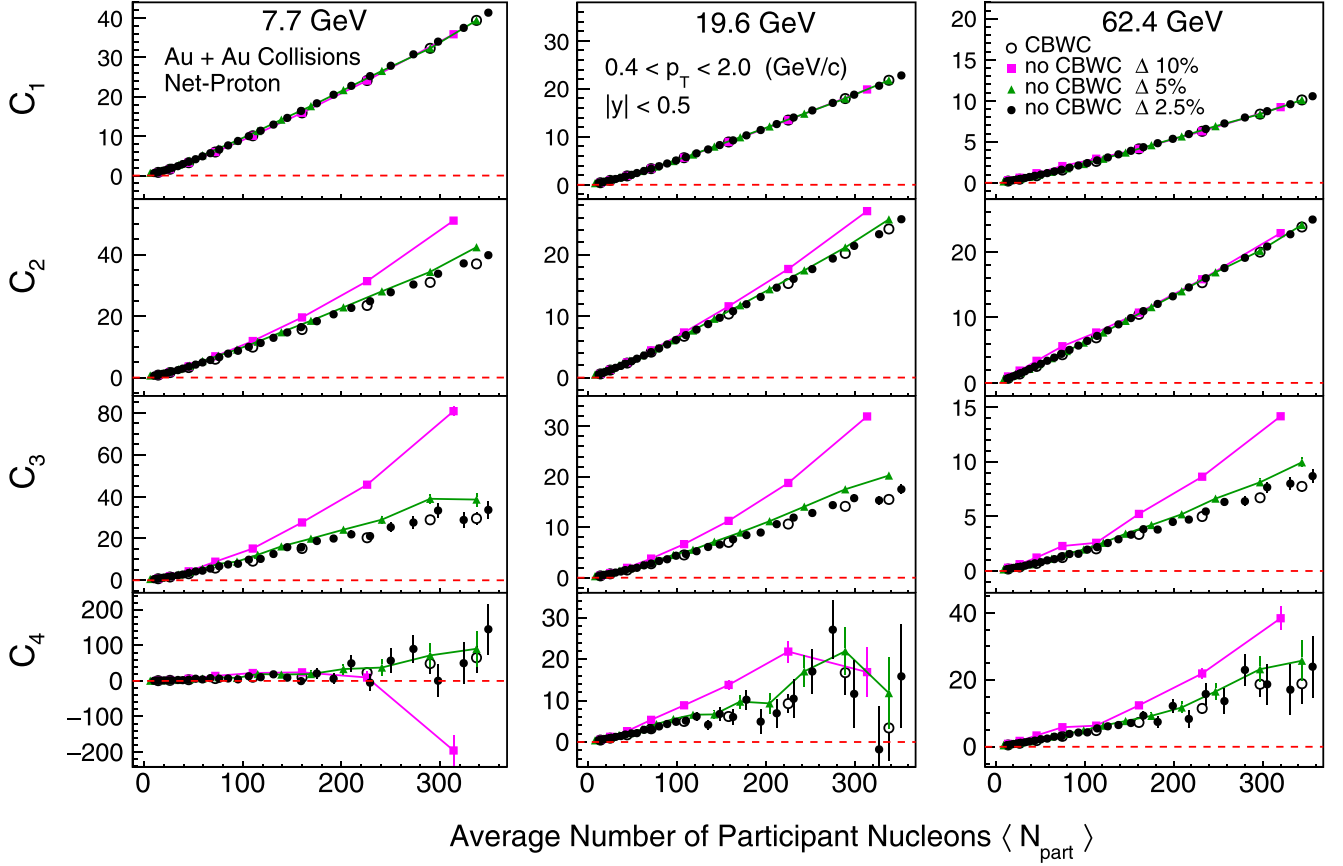 7.7 GeV
Au + Au Collisions
Net-Proton
19.6 GeV
0.4 < p_T < 2.0 (GeV/c)
|y| < 0.5
62.4 GeV
CBWC
no CBWC Δ 10%
no CBWC Δ 5%
no CBWC Δ 2.5%
C_1
40
30
20
10
0
30
20
10
0
20
15
10
5
0
C_2
40
20
0
20
10
0
20
10
0
C_3
80
60
40
20
0
30
20
10
0
15
10
5
0
C_4
200
100
0
−100
−200
30
20
10
0
40
20
0
0 100 200 300
0 100 200 300
0 100 200 300
Average Number of Participant Nucleons ⟨ N_part ⟩